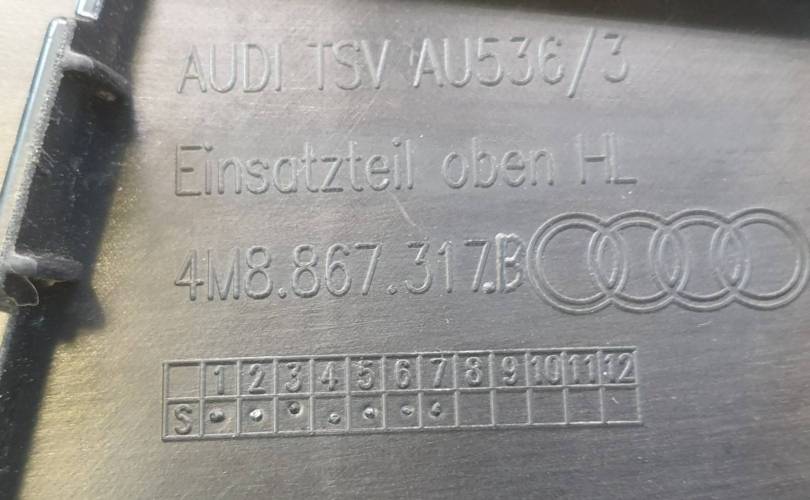 AUDI TSV AU536/3
Einsatzteil oben HL
4M8.867.317.B
1 2 3 4 5 6 7 8 9 10 11 12
S